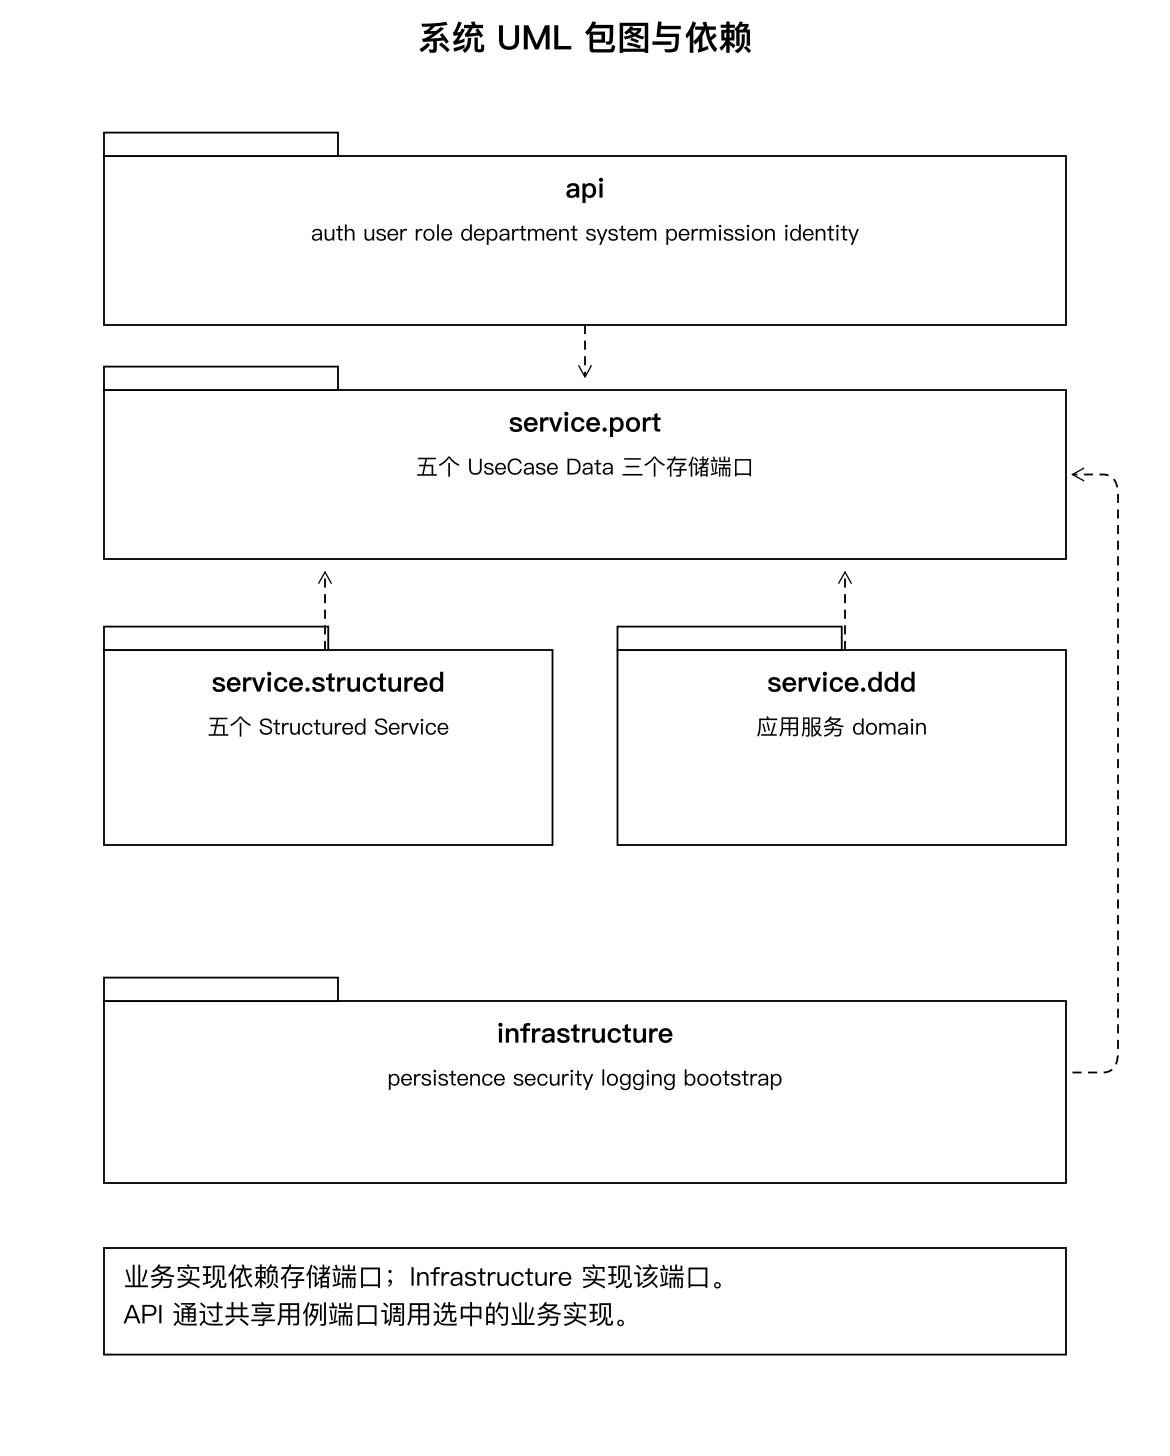 系统 UML 包图与依赖
api
auth user role department system permission identity
service.port
五个 UseCase Data 三个存储端口
service.structured
五个 Structured Service
service.ddd
应用服务 domain
infrastructure
persistence security logging bootstrap
业务实现依赖存储端口；Infrastructure 实现该端口。
API 通过共享用例端口调用选中的业务实现。